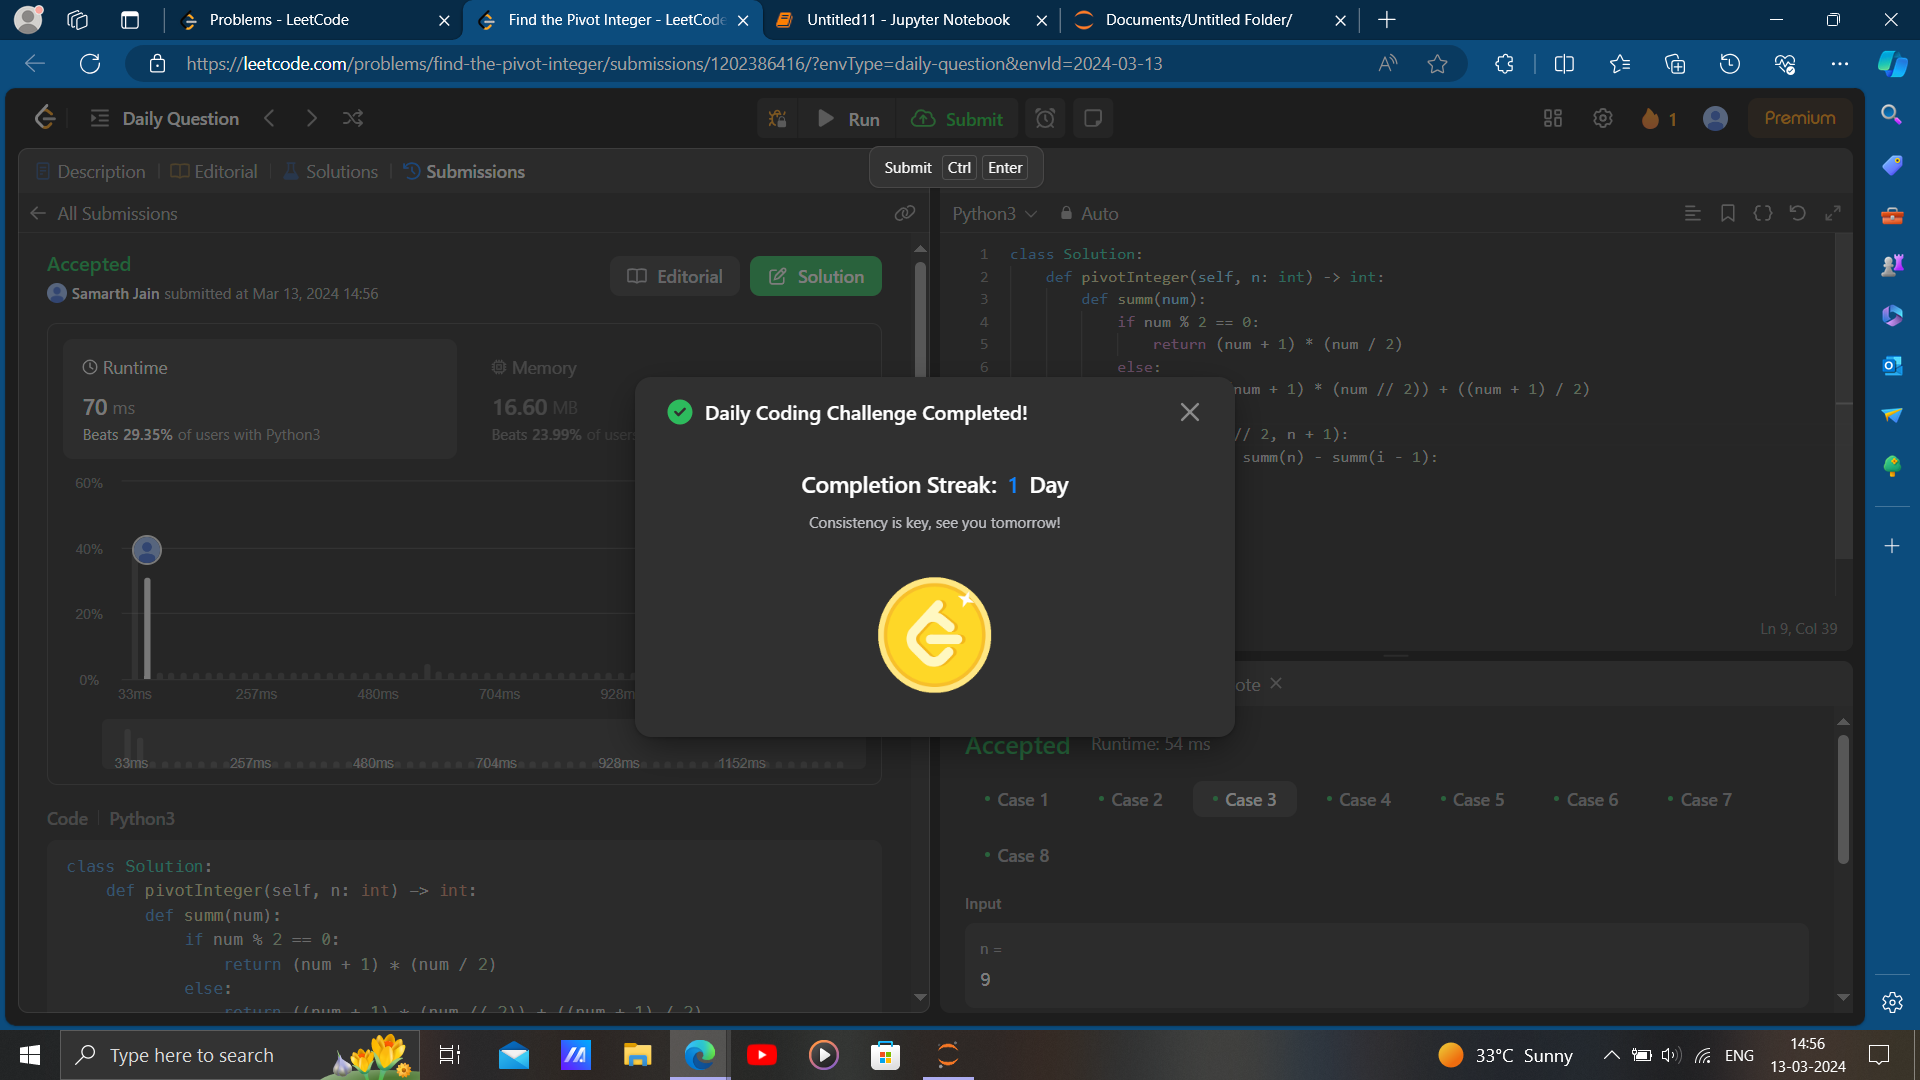 Problems - LeetCode
Find the Pivot Integer - LeetCode
Untitled11 - Jupyter Notebook
Documents/Untitled Folder/
https://leetcode.com/problems/find-the-pivot-integer/submissions/1202386416/?envType=daily-question&envId=2024-03-13
Daily Question
Run
Submit
1
Premium
Submit Ctrl Enter
Description
Editorial
Solutions
Submissions
All Submissions
Python3
Auto
Accepted
Samarth Jain submitted at Mar 13, 2024 14:56
Editorial
Solution
Runtime
70 ms
Beats 29.35% of users with Python3
Memory
16.60 MB
Beats 23.99% of users
60%
40%
20%
0%
33ms 257ms 480ms 704ms 928m
33ms 257ms 480ms 704ms 928ms 1152ms
Code Python3
class Solution:
def pivotInteger(self, n: int) -> int:
def summ(num):
if num % 2 == 0:
return (num + 1) * (num / 2)
else:
return ((num + 1) * (num // 2)) + ((num + 1) / 2)
1 class Solution:
2 def pivotInteger(self, n: int) -> int:
3 def summ(num):
4 if num % 2 == 0:
5 return (num + 1) * (num / 2)
6 else:
num + 1) * (num // 2)) + ((num + 1) / 2)
// 2, n + 1):
summ(n) - summ(i - 1):
Ln 9, Col 39
Daily Coding Challenge Completed!
Completion Streak: 1 Day
Consistency is key, see you tomorrow!
ote
Accepted Runtime: 54 ms
Case 1
Case 2
Case 3
Case 4
Case 5
Case 6
Case 7
Case 8
Input
n =
9
Type here to search
33°C Sunny
ENG
14:56
13-03-2024